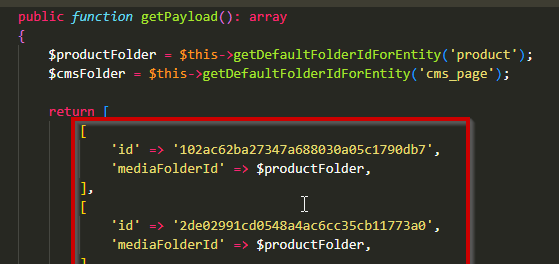 public function getPayload(): array
{
$productFolder = $this->getDefaultFolderIdForEntity('product');
$cmsFolder = $this->getDefaultFolderIdForEntity('cms_page');
return [
[
'id' => '102ac62ba27347a688030a05c1790db7',
'mediaFolderId' => $productFolder,
],
[
'id' => '2de02991cd0548a4ac6cc35cb11773a0',
'mediaFolderId' => $productFolder,
]